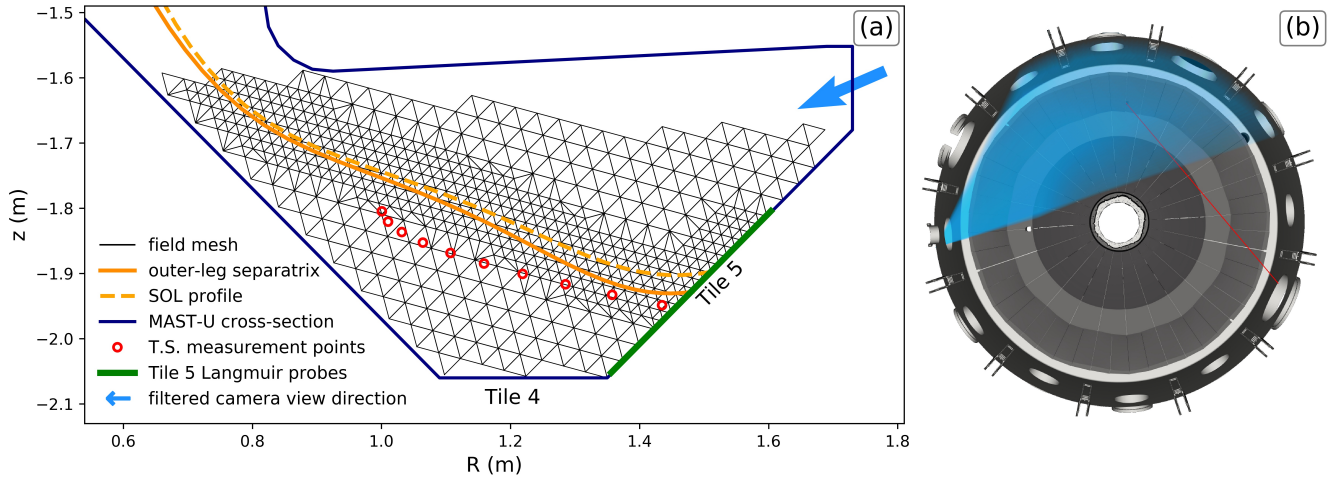 (a)
(b)
−1.5
−1.6
−1.7
−1.8
−1.9
−2.0
−2.1
z (m)
field mesh
outer-leg separatrix
SOL profile
MAST-U cross-section
T.S. measurement points
Tile 5 Langmuir probes
filtered camera view direction
Tile 5
Tile 4
0.6 0.8 1.0 1.2 1.4 1.6 1.8
R (m)